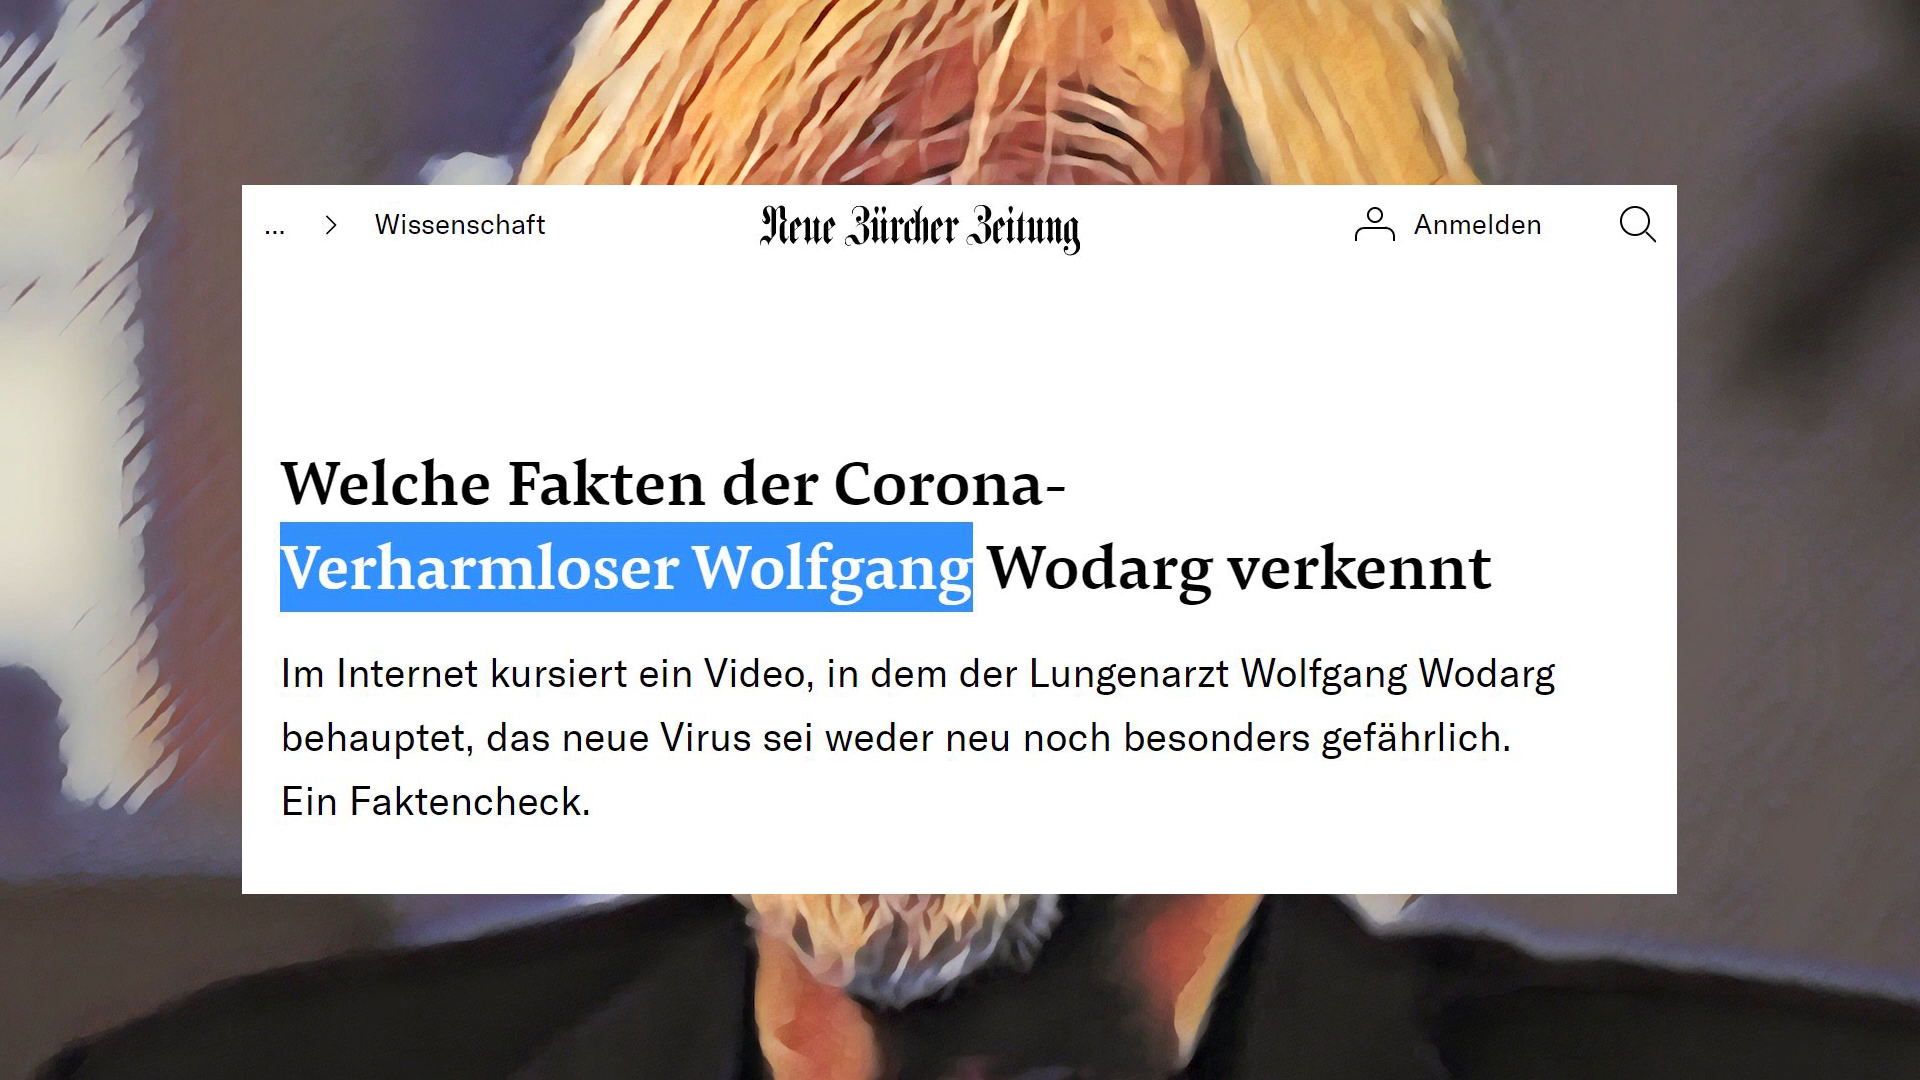 ... > Wissenschaft Neue Zürcher Zeitung Anmelden
Welche Fakten der Corona-
Verharmloser Wolfgang Wodarg verkennt
Im Internet kursiert ein Video, in dem der Lungenarzt Wolfgang Wodarg
behauptet, das neue Virus sei weder neu noch besonders gefährlich.
Ein Faktencheck.